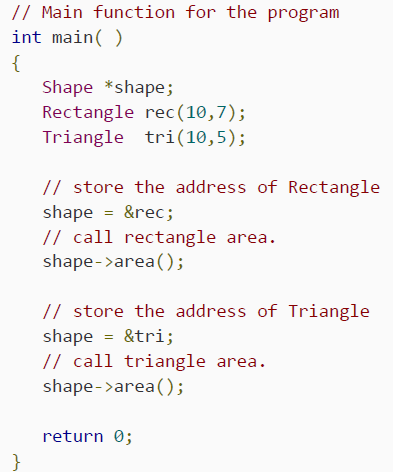 // Main function for the program
int main( )
{
   Shape *shape;
   Rectangle rec(10,7);
   Triangle  tri(10,5);

   // store the address of Rectangle
   shape = &rec;
   // call rectangle area.
   shape->area();

   // store the address of Triangle
   shape = &tri;
   // call triangle area.
   shape->area();

   return 0;
}